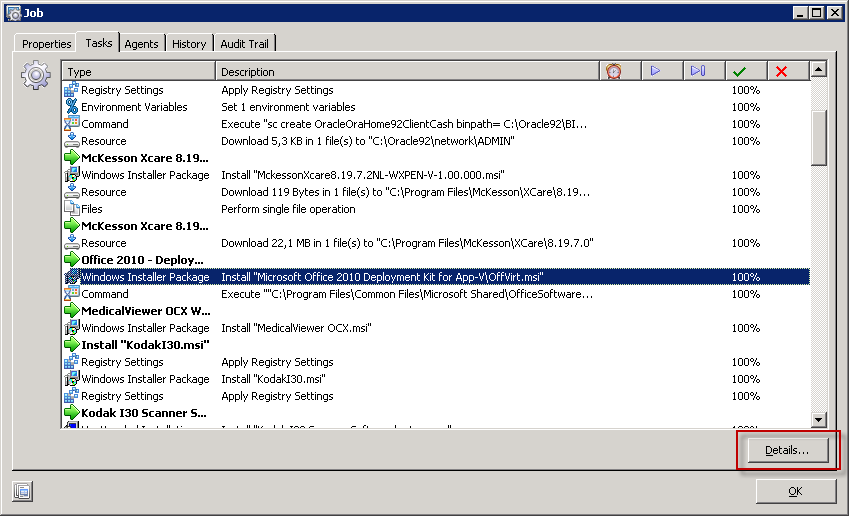 Job
Properties Tasks Agents History Audit Trail
Type Description
Registry Settings Apply Registry Settings 100%
Environment Variables Set 1 environment variables 100%
Command Execute "sc create OracleOraHome92ClientCash binpath= C:\Oracle92\BI... 100%
Resource Download 5,3 KB in 1 file(s) to "C:\Oracle92\network\ADMIN" 100%
McKesson Xcare 8.19...
Windows Installer Package Install "MckessonXcare8.19.7.2NL-WXPEN-V-1.00.000.msi" 100%
Resource Download 119 Bytes in 1 file(s) to "C:\Program Files\McKesson\XCare\8.19... 100%
Files Perform single file operation 100%
McKesson Xcare 8.19...
Resource Download 22,1 MB in 1 file(s) to "C:\Program Files\McKesson\XCare\8.19.7.0" 100%
Office 2010 - Deploy...
Windows Installer Package Install "Microsoft Office 2010 Deployment Kit for App-V\OffVirt.msi" 100%
Command Execute ""C:\Program Files\Common Files\Microsoft Shared\OfficeSoftware... 100%
MedicalViewer OCX W...
Windows Installer Package Install "MedicalViewer OCX.msi" 100%
Install "KodakI30.msi"
Registry Settings Apply Registry Settings 100%
Windows Installer Package Install "KodakI30.msi" 100%
Registry Settings Apply Registry Settings 100%
Kodak I30 Scanner S...
Details...
OK